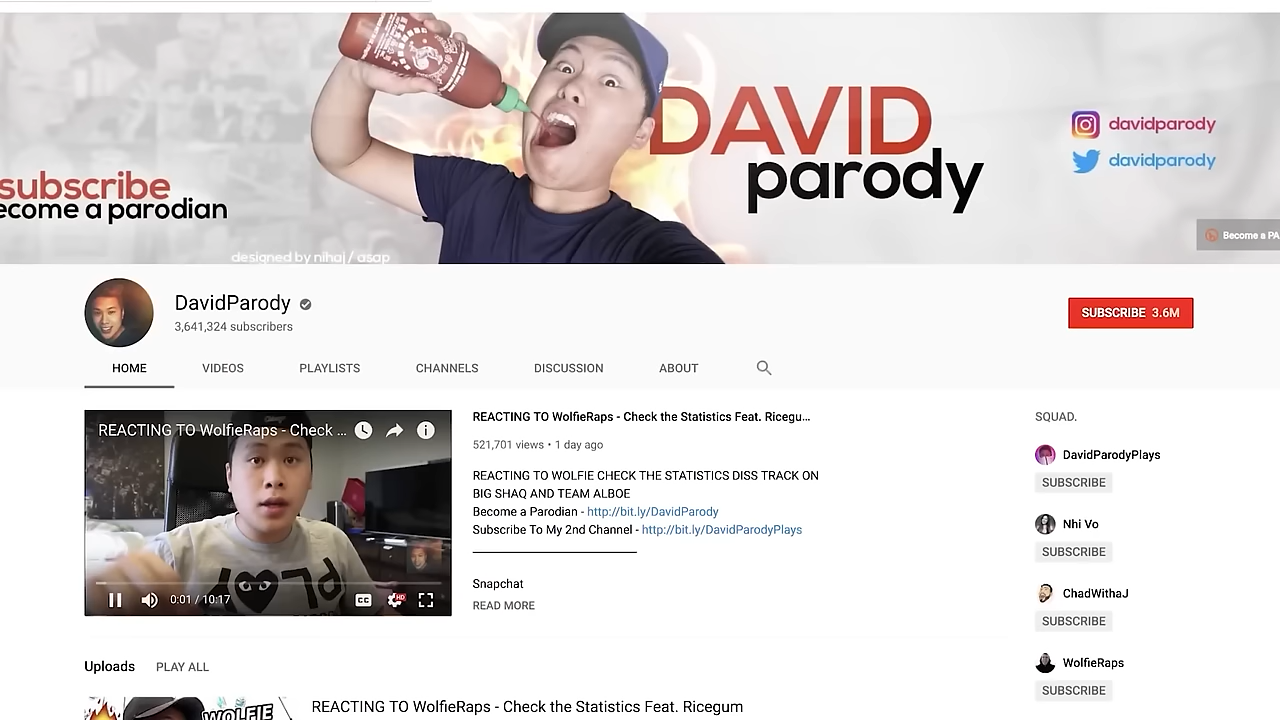 DAVID
parody
davidparody
davidparody
subscribe
ecome a parodian
designed by nihaj / asap
Become a PA
DavidParody
3,641,324 subscribers
SUBSCRIBE 3.6M
HOME VIDEOS PLAYLISTS CHANNELS DISCUSSION ABOUT
REACTING TO WolfieRaps - Check ...
0:01 / 10:17
CC
HD
REACTING TO WolfieRaps - Check the Statistics Feat. Ricegu...
521,701 views • 1 day ago
REACTING TO WOLFIE CHECK THE STATISTICS DISS TRACK ON
BIG SHAQ AND TEAM ALBOE
Become a Parodian - http://bit.ly/DavidParody
Subscribe To My 2nd Channel - http://bit.ly/DavidParodyPlays
Snapchat
READ MORE
SQUAD.
DavidParodyPlays
SUBSCRIBE
Nhi Vo
SUBSCRIBE
ChadWithaJ
SUBSCRIBE
WolfieRaps
SUBSCRIBE
Uploads PLAY ALL
WOLFIE
REACTING TO WolfieRaps - Check the Statistics Feat. Ricegum